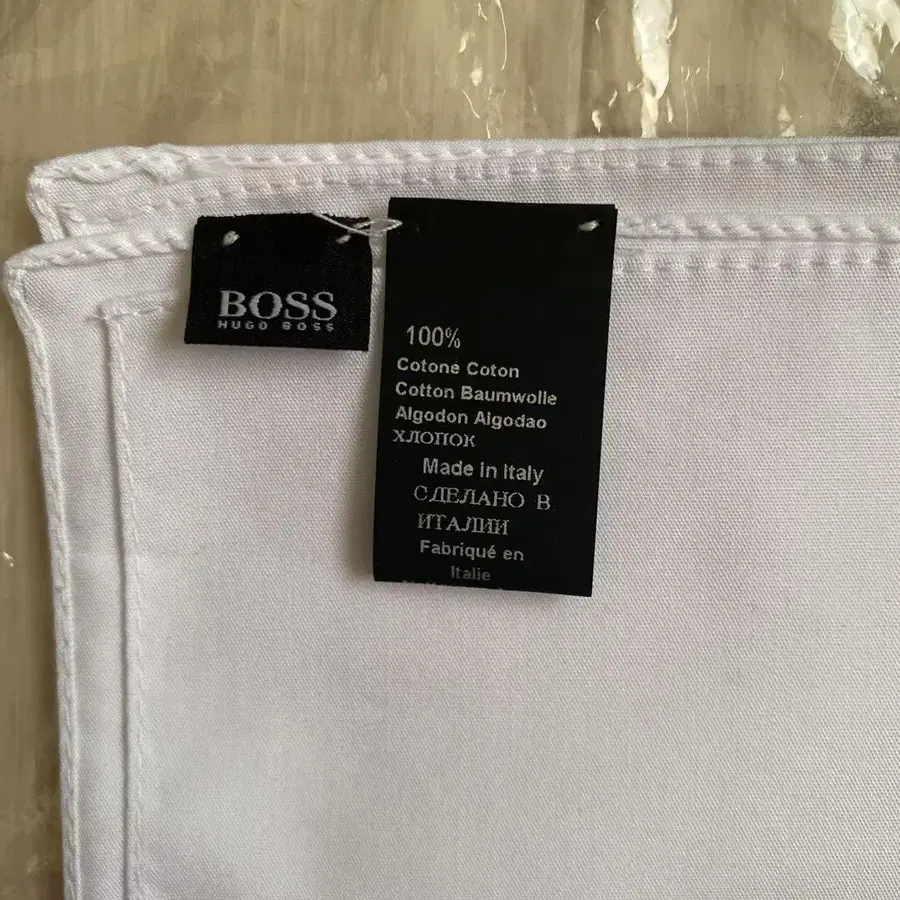 BOSS
HUGO BOSS
100%
Cotone Coton
Cotton Baumwolle
Algodon Algodao
ХЛОПОК
Made in Italy
СДЕЛАНО В
ИТАЛИИ
Fabriqué en
Italie